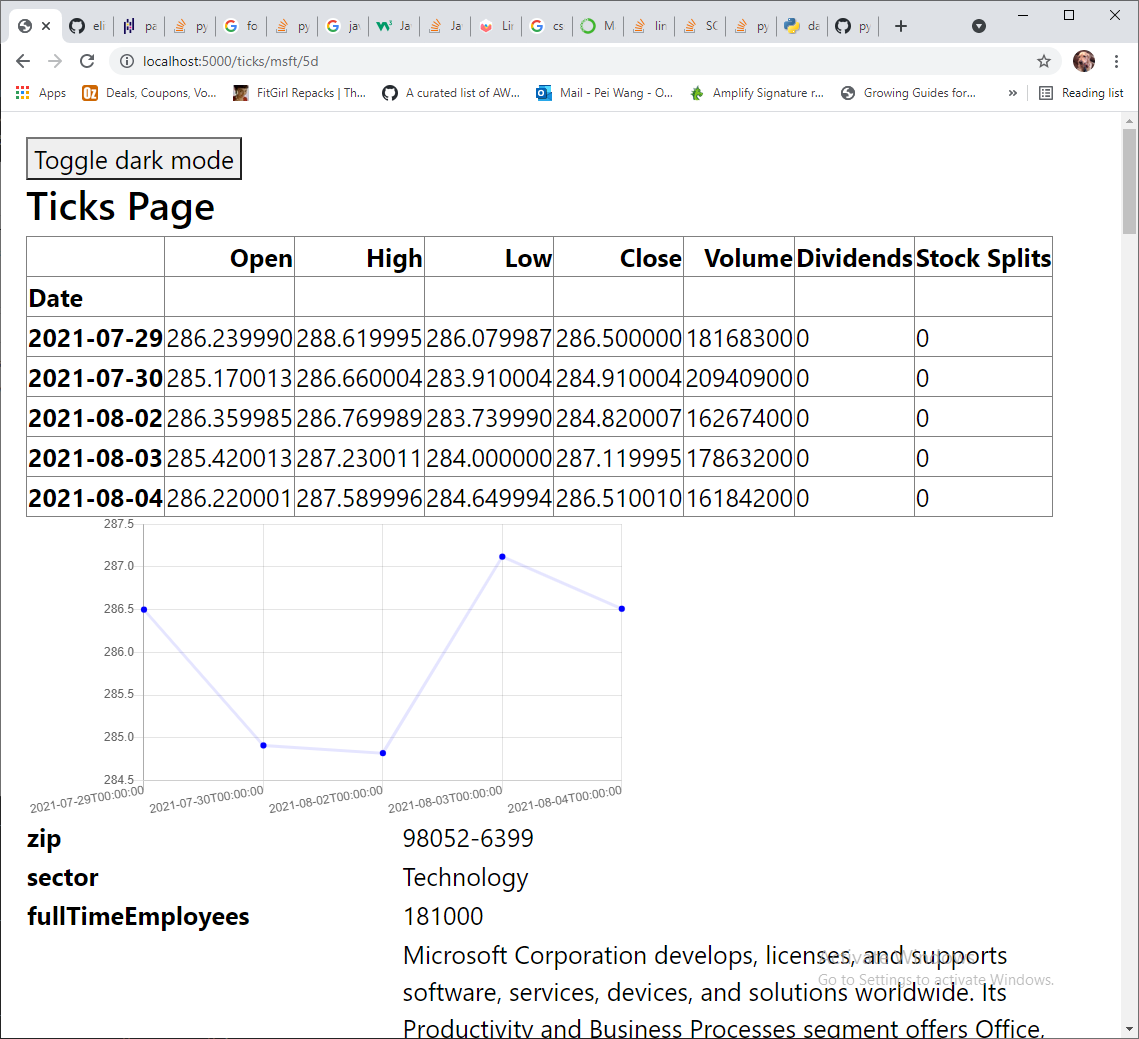 eli
pa
py
fo
py
ja
Ja
Ja
Lir
cs
M
lin
SC
py
da
py
localhost:5000/ticks/msft/5d
Apps Deals, Coupons, Vo... FitGirl Repacks | Th... A curated list of AW... Mail - Pei Wang - O... Amplify Signature r... Growing Guides for... » Reading list
Toggle dark mode
Ticks Page
Open High Low Close Volume Dividends Stock Splits
Date
2021-07-29 286.239990 288.619995 286.079987 286.500000 18168300 0 0
2021-07-30 285.170013 286.660004 283.910004 284.910004 20940900 0 0
2021-08-02 286.359985 286.769989 283.739990 284.820007 16267400 0 0
2021-08-03 285.420013 287.230011 284.000000 287.119995 17863200 0 0
2021-08-04 286.220001 287.589996 284.649994 286.510010 16184200 0 0
287.5
287.0
286.5
286.0
285.5
285.0
284.5
2021-07-29T00:00:00 2021-07-30T00:00:00 2021-08-02T00:00:00 2021-08-03T00:00:00 2021-08-04T00:00:00
zip 98052-6399
sector Technology
fullTimeEmployees 181000
Microsoft Corporation develops, licenses, and supports
software, services, devices, and solutions worldwide. Its
Productivity and Business Processes segment offers Office,
Activate Windows
Go to Settings to activate Windows.